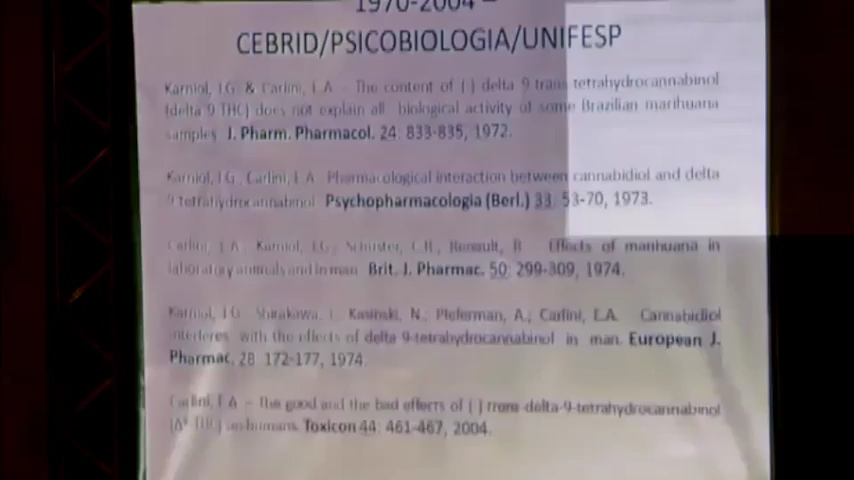 1970-2004 –
CEBRID/PSICOBIOLOGIA/UNIFESP
Karniol, I.G. & Carlini, E.A – The content of (-) delta 9 trans tetrahydrocannabinol
(delta 9 THC) does not explain all biological activity of some Brazilian marihuana
samples J. Pharm. Pharmacol. 24: 833-835, 1972.
Karniol, I.G., Carlini, E.A. Pharmacological interaction between cannabidiol and delta
9 tetrahydrocannabinol Psychopharmacologia (Berl.) 33: 53-70, 1973.
Carlini, E.A., Karniol, I.G., Schuster, C.R., Renault, P. Effects of marihuana in
laboratory animals and in man Brit. J. Pharmac. 50: 299-309, 1974.
Karniol, I.G. Shirakawa, I. Kasinski, N., Pfeferman, A., Carlini, E.A. Cannabidiol
interferes with the effects of delta 9-tetrahydrocannabinol in man. European J.
Pharmac. 28 172-177, 1974.
Carlini, E.A – The good and the bad effects of (-) trans-delta-9-tetrahydrocannabinol
(Δ⁹ THC) on humans Toxicon 44: 461-467, 2004.